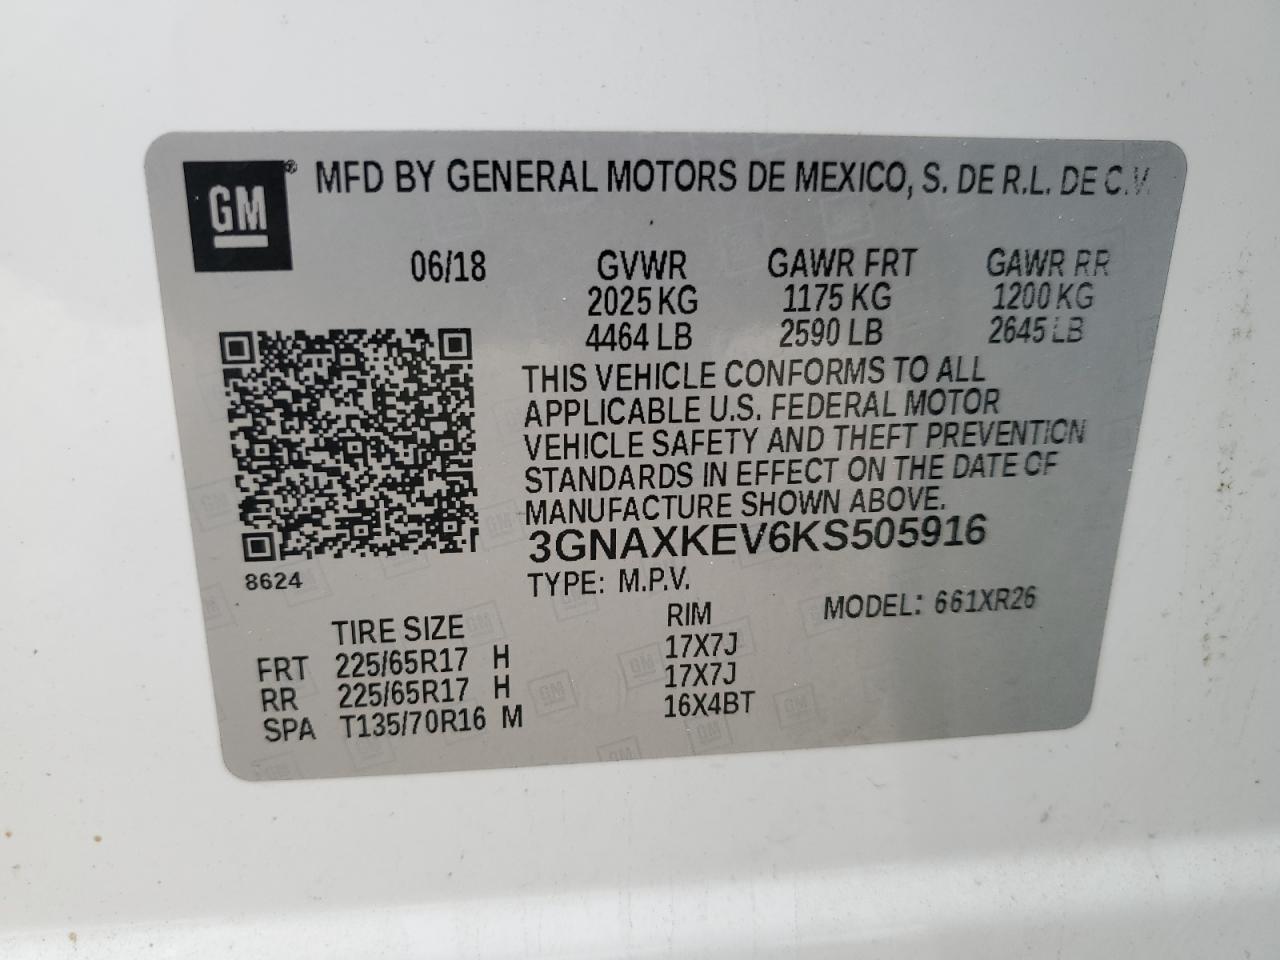 GM® MFD BY GENERAL MOTORS DE MEXICO, S. DE R.L. DE C.V.
06/18 GVWR GAWR FRT GAWR RR
2025 KG 1175 KG 1200 KG
4464 LB 2590 LB 2645 LB
THIS VEHICLE CONFORMS TO ALL
APPLICABLE U.S. FEDERAL MOTOR
VEHICLE SAFETY AND THEFT PREVENTION
STANDARDS IN EFFECT ON THE DATE OF
MANUFACTURE SHOWN ABOVE.
3GNAXKEV6KS505916
8624 TYPE: M.P.V.
MODEL: 661XR26
TIRE SIZE RIM
FRT 225/65R17 H 17X7J
RR 225/65R17 H 17X7J
SPA T135/70R16 M 16X4BT